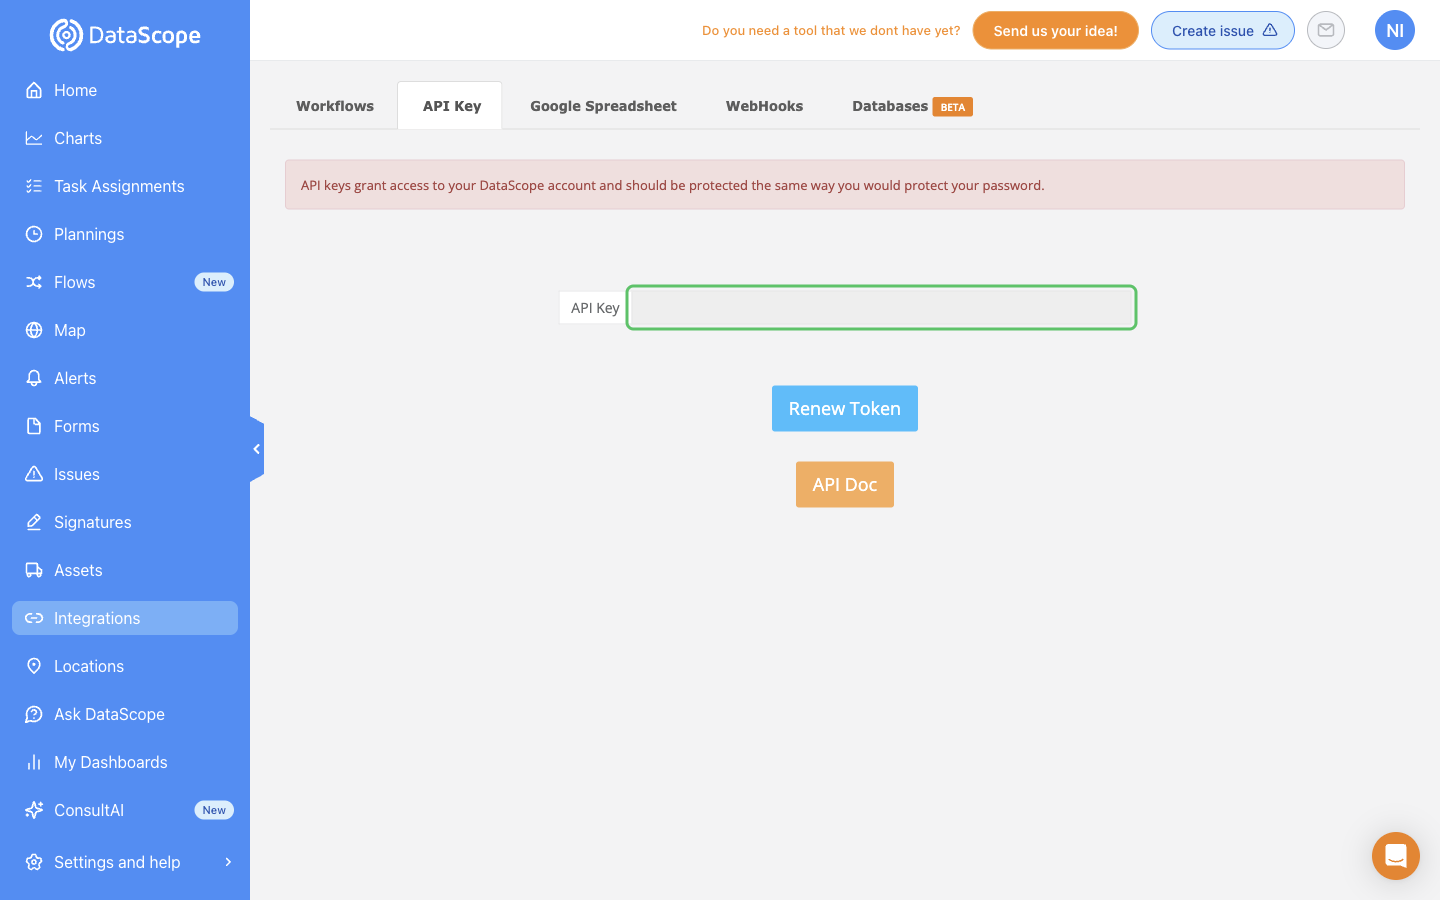 DataScope
Do you need a tool that we dont have yet?
Send us your idea!
Create issue
NI
Home
Charts
Task Assignments
Plannings
Flows New
Map
Alerts
Forms
Issues
Signatures
Assets
Integrations
Locations
Ask DataScope
My Dashboards
ConsultAI New
Settings and help
Workflows
API Key
Google Spreadsheet
WebHooks
Databases BETA
API keys grant access to your DataScope account and should be protected the same way you would protect your password.
API Key
Renew Token
API Doc